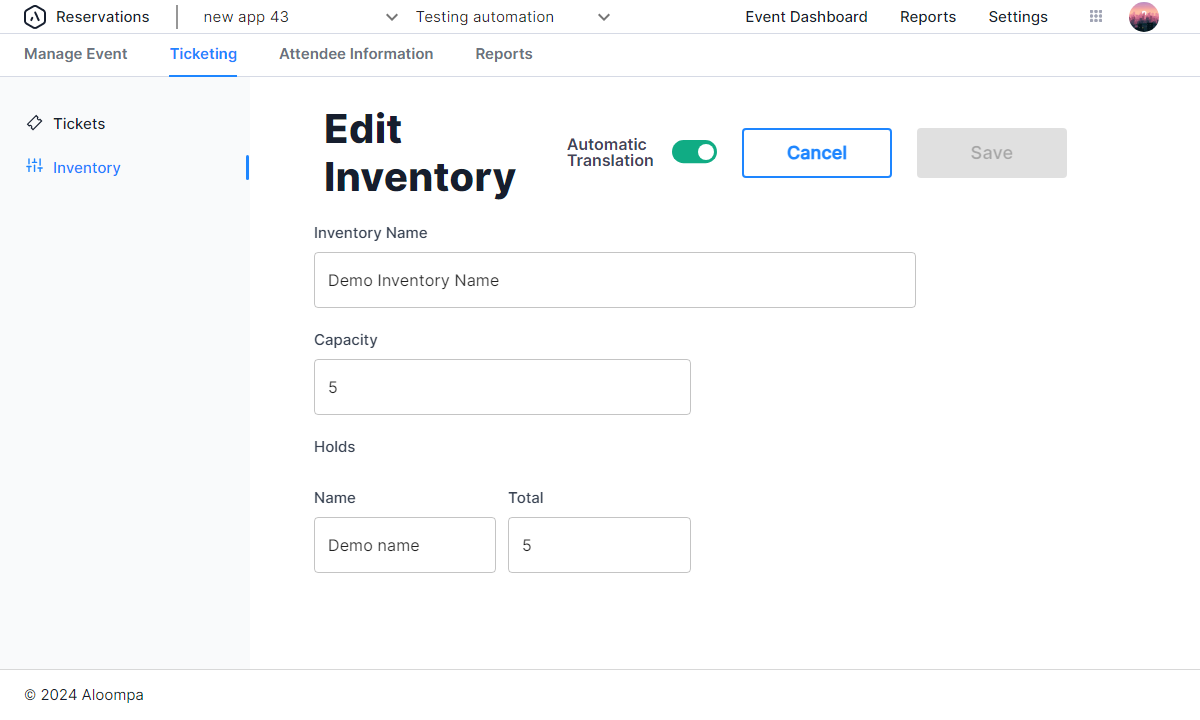 Reservations new app 43 Testing automation Event Dashboard Reports Settings
Manage Event Ticketing Attendee Information Reports
Tickets
Inventory
Edit
Inventory
Automatic
Translation
Cancel
Save
Inventory Name
Demo Inventory Name
Capacity
5
Holds
Name Total
Demo name 5
© 2024 Aloompa